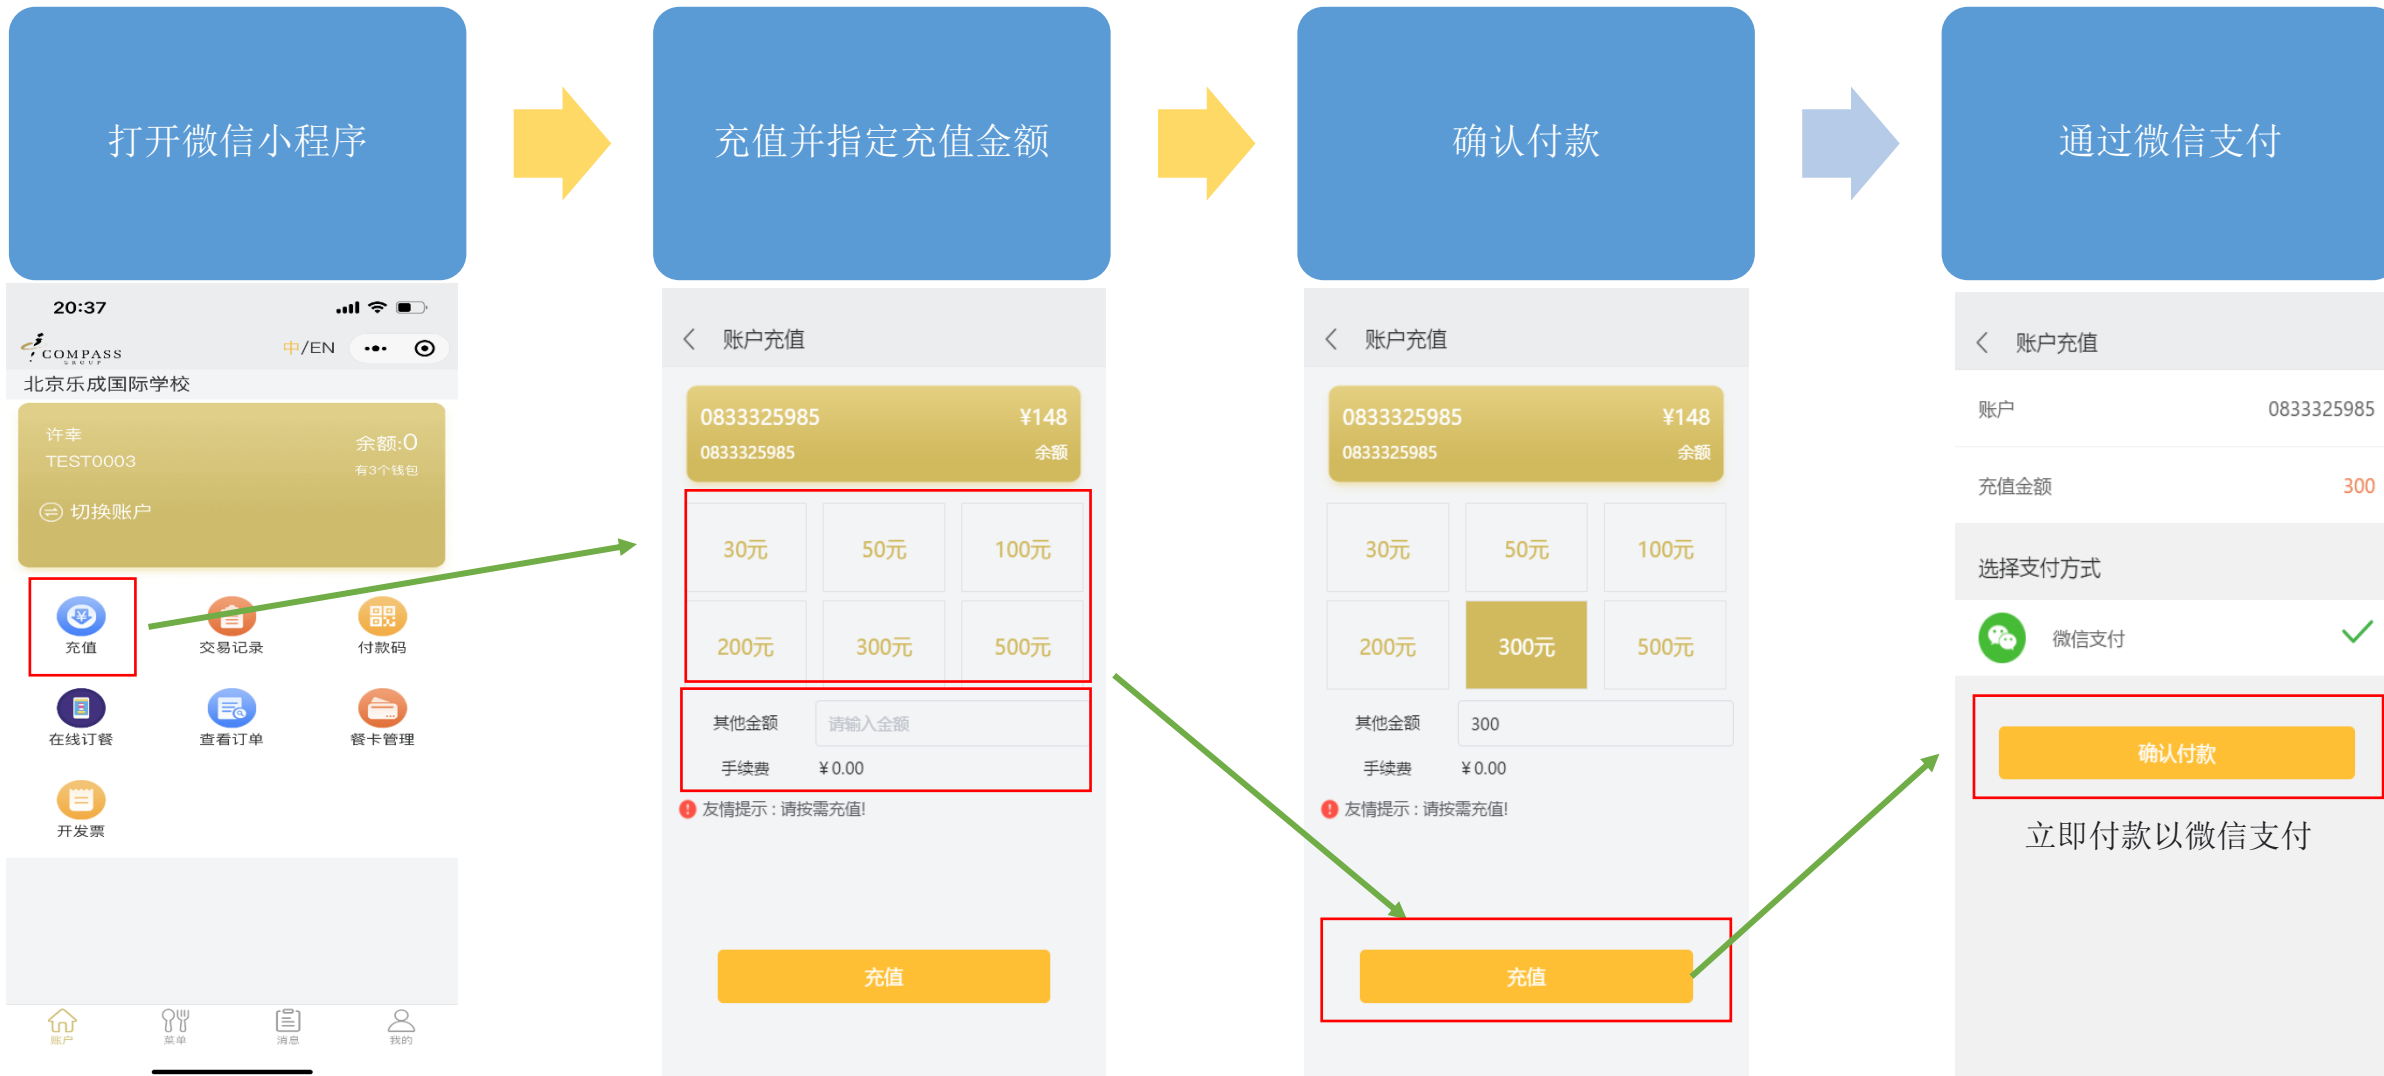 打开微信小程序
充值并指定充值金额
确认付款
通过微信支付
20:37
COMPASS
GROUP
中/EN
北京乐成国际学校
许幸
余额:0
TEST0003
有3个钱包
切换账户
充值
交易记录
付款码
在线订餐
查看订单
餐卡管理
开发票
账户
菜单
消息
我的
账户充值
0833325985 ¥148
0833325985 余额
30元 50元 100元
200元 300元 500元
其他金额 请输入金额
手续费 ¥0.00
友情提示：请按需充值!
充值
账户充值
0833325985 ¥148
0833325985 余额
30元 50元 100元
200元 300元 500元
其他金额 300
手续费 ¥0.00
友情提示：请按需充值!
充值
账户充值
账户 0833325985
充值金额 300
选择支付方式
微信支付
确认付款
立即付款以微信支付